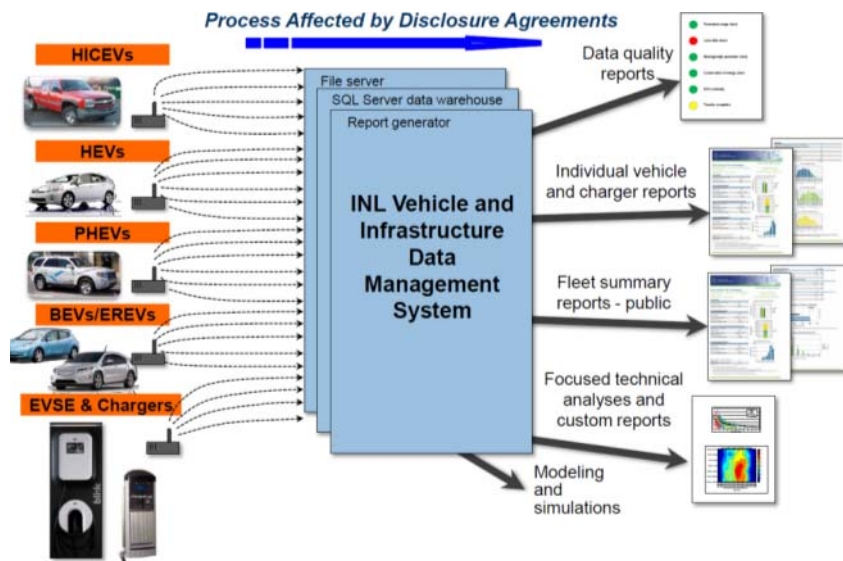 Process Affected by Disclosure Agreements
HICEVs
HEVs
PHEVs
BEVs/EREVs
EVSE & Chargers
File server
SQL Server data warehouse
Report generator
INL Vehicle and
Infrastructure
Data
Management
System
Data quality
reports
Individual vehicle
and charger reports
Fleet summary
reports - public
Focused technical
analyses and
custom reports
Modeling
and
simulations
blink